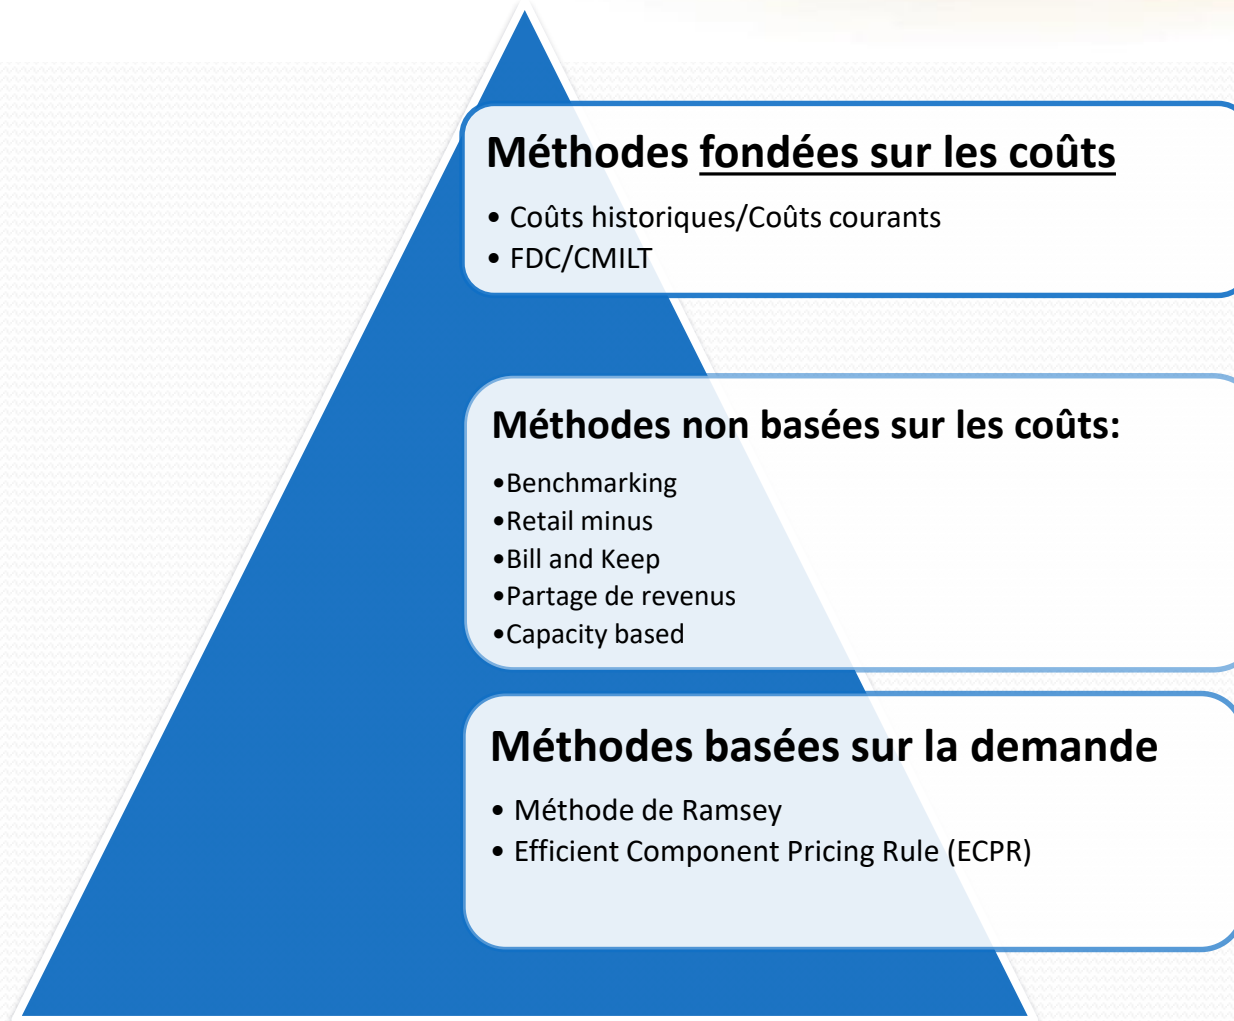 Méthodes fondées sur les coûts
• Coûts historiques/Coûts courants
• FDC/CMILT
Méthodes non basées sur les coûts:
•Benchmarking
•Retail minus
•Bill and Keep
•Partage de revenus
•Capacity based
Méthodes basées sur la demande
• Méthode de Ramsey
• Efficient Component Pricing Rule (ECPR)